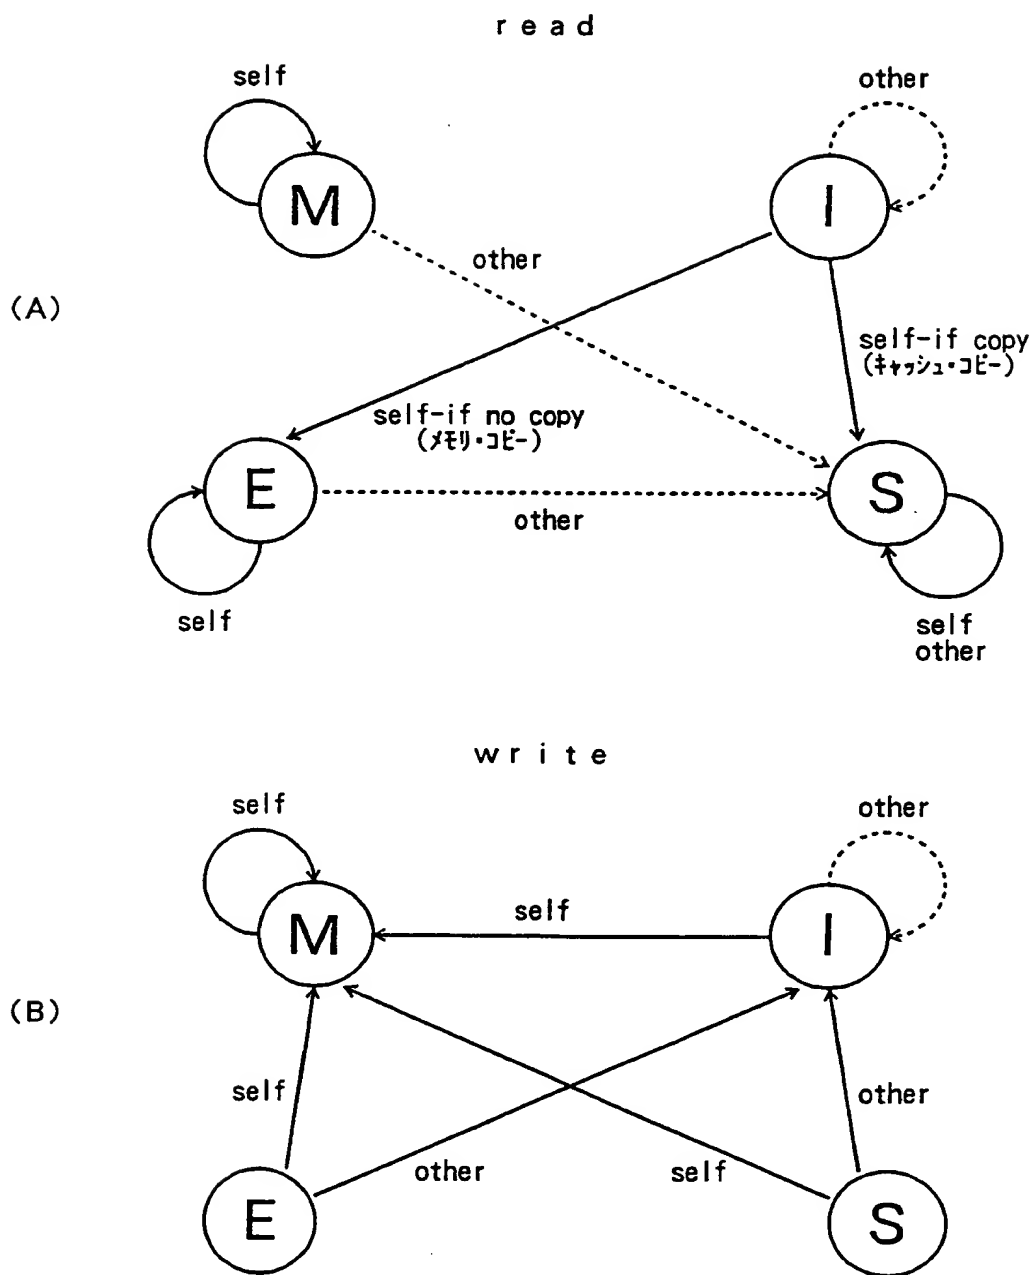 read
self
other
M
I
other
(A)
self-if copy
(キャッシュ・コピー)
self-if no copy
(メモリ・コピー)
E
S
other
self
self
other
write
self
other
M
self
I
(B)
self
other
other
self
E
S